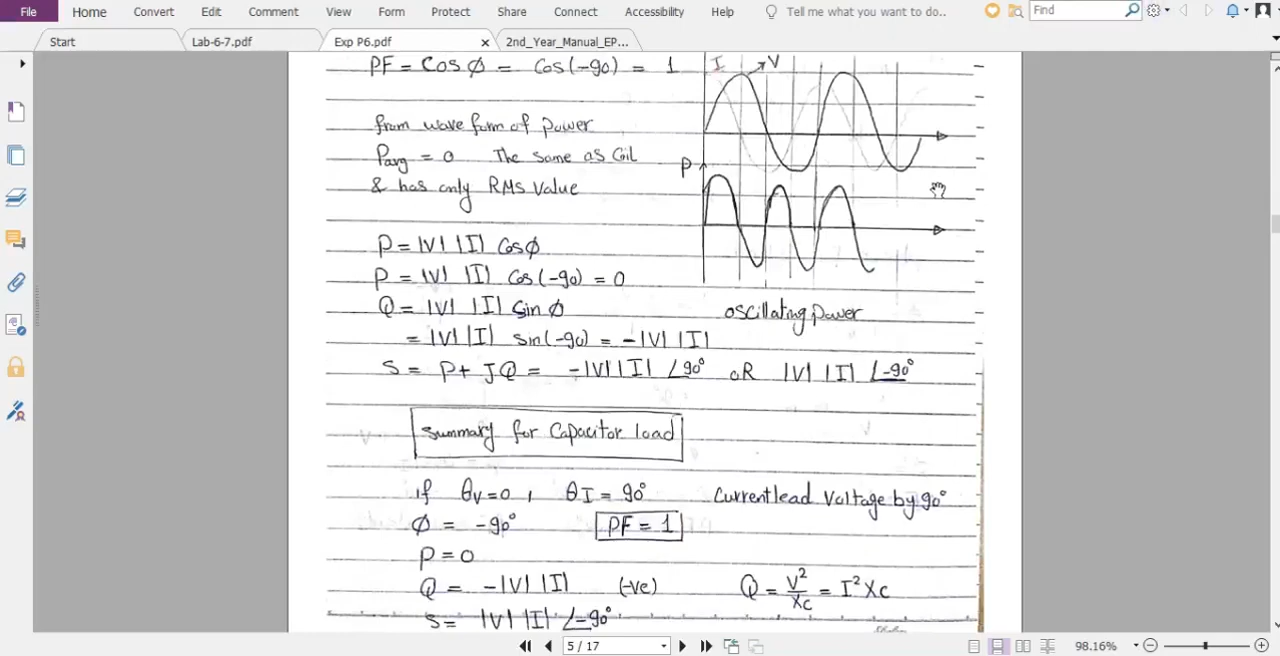 File Home Convert Edit Comment View Form Protect Share Connect Accessibility Help Tell me what you want to do.. Find
Start Lab-6-7.pdf Exp P6.pdf 2nd_Year_Manual_EP...
PF = Cos ϕ = Cos(-90) = 1
I V
from wave form of Power
Pavg = 0 The same as Coil
P
& has only RMS Value
P = |V| |I| Cos ϕ
P = |V| |I| Cos (-90) = 0
Q = |V| |I| Sin ϕ
oscillating power
= |V| |I| sin(-90) = -|V| |I|
S = P + JQ = -|V| |I| ∠90° OR |V| |I| ∠-90°
Summary for Capacitor load
if θv=0 , θI = 90° Current lead Voltage by 90°
ϕ = -90° PF = 1
P = 0
Q = -|V| |I| (-ve) Q = V²/Xc = I² Xc
S = |V| |I| ∠-90°
5 / 17 98.16%